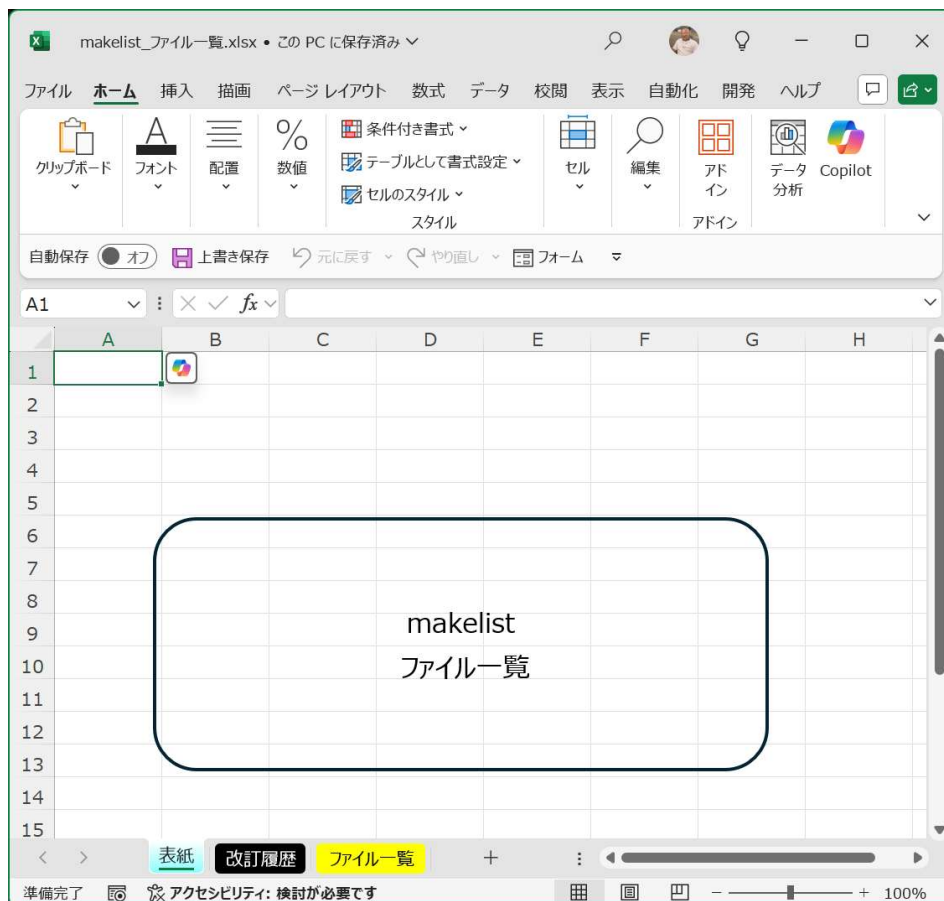 makelist_ファイル一覧.xlsx • この PC に保存済み
ファイル ホーム 挿入 描画 ページ レイアウト 数式 データ 校閲 表示 自動化 開発 ヘルプ
クリップボード フォント 配置 数値 条件付き書式 テーブルとして書式設定 セルのスタイル セル 編集 アド
イン データ
分析 Copilot
スタイル アドイン
自動保存 オフ 上書き保存 元に戻す やり直し フォーム
A1 fx
A B C D E F G H
1
2
3
4
5
6
7
8
9
10
11
12
13
14
15
makelist
ファイル一覧
表紙 改訂履歴 ファイル一覧 +
準備完了 アクセシビリティ: 検討が必要です − + 100%